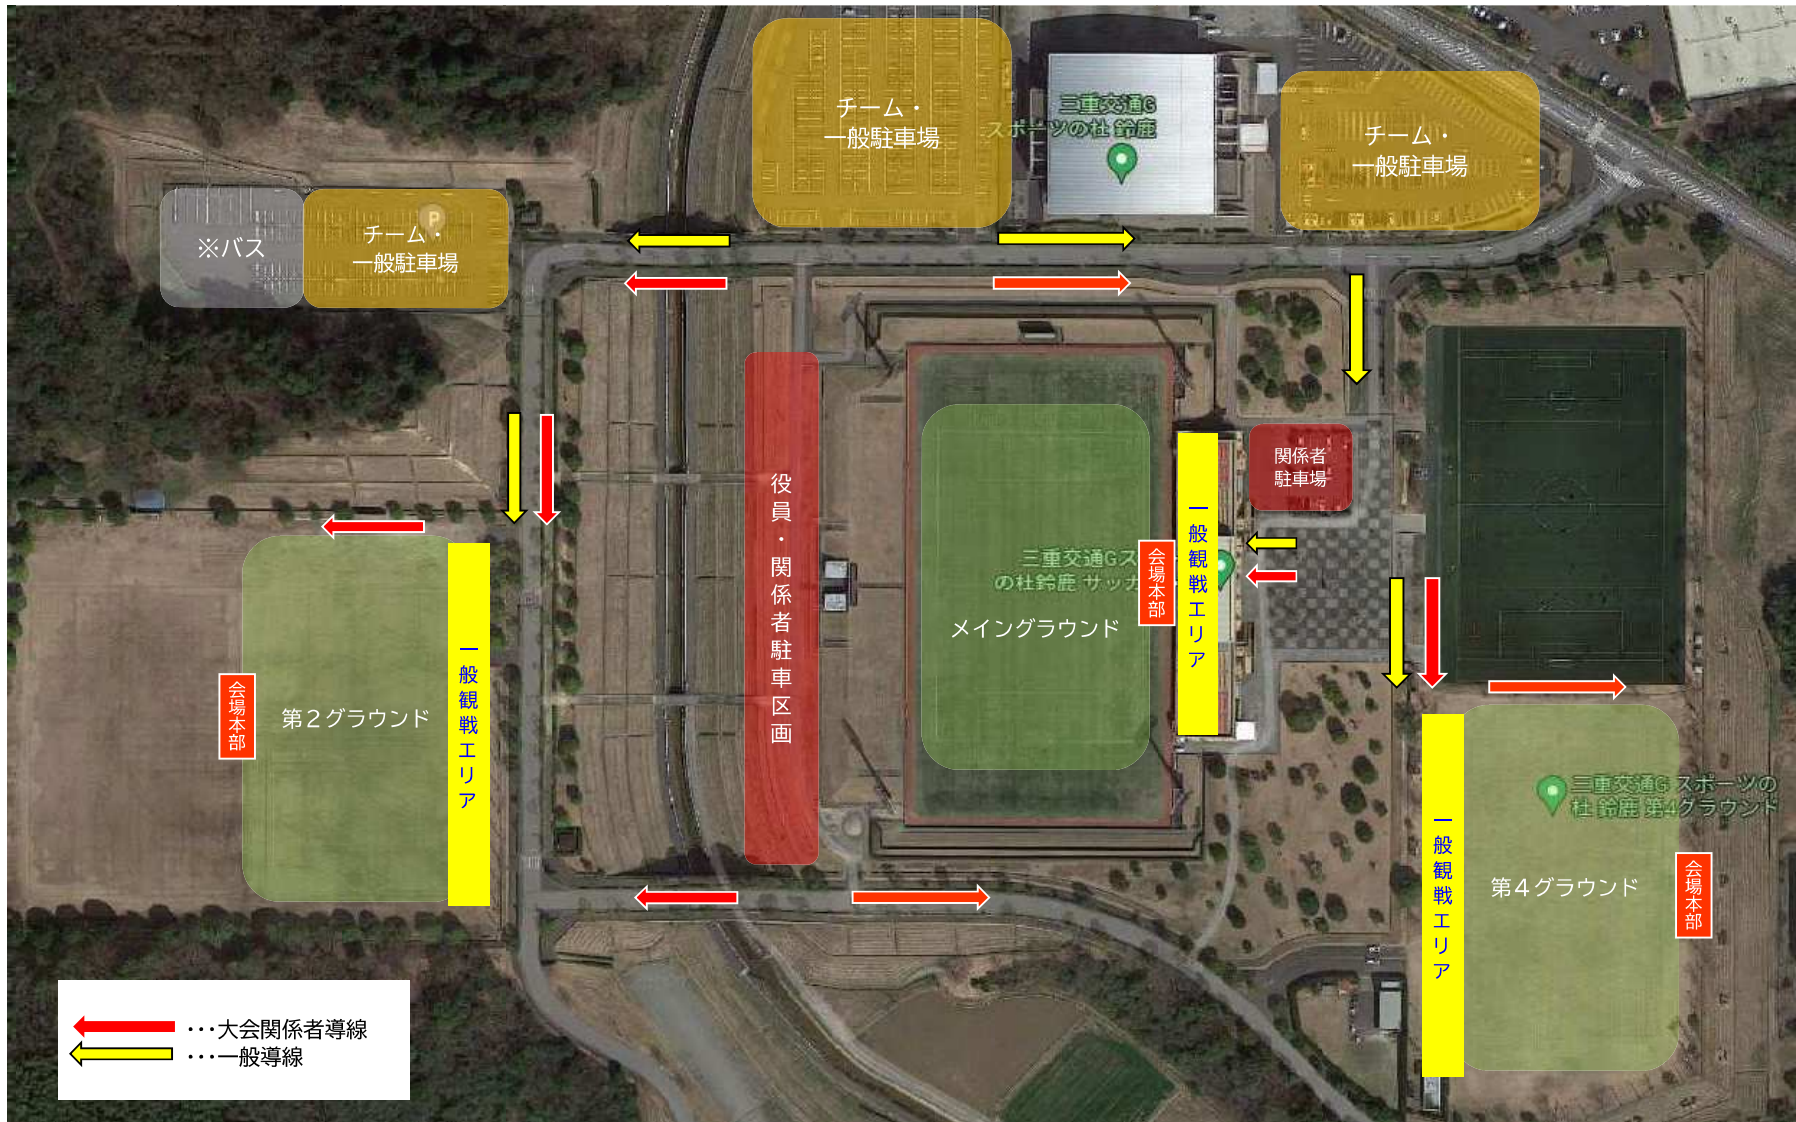 チーム・
一般駐車場
三重交通G
スポーツの杜 鈴鹿
チーム・
一般駐車場
※バス
P
チーム・
一般駐車場
関係者
駐車場
役員・関係者駐車区画
三重交通Gス
の杜鈴鹿 サッカ
メイングラウンド
会場本部
一般観戦エリア
会場本部
第２グラウンド
一般観戦エリア
三重交通G スポーツの
杜 鈴鹿 第4グラウンド
一般観戦エリア
第４グラウンド
会場本部
･･･大会関係者導線
･･･一般導線